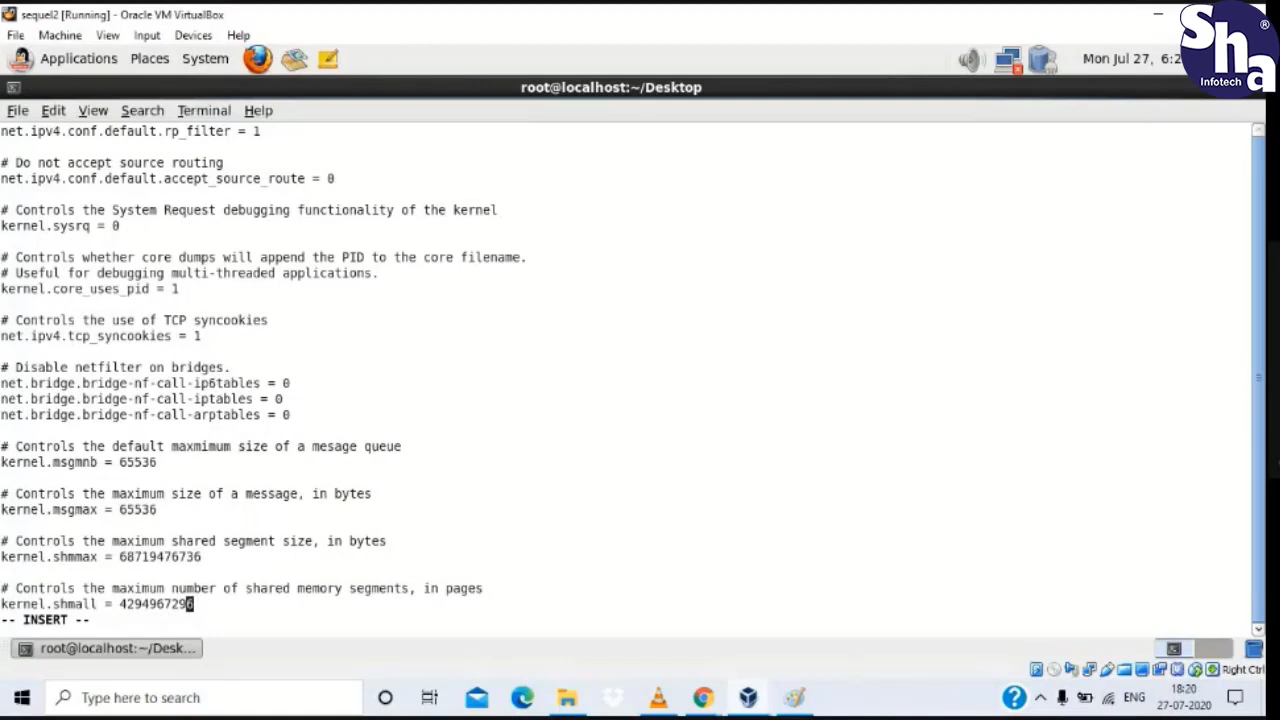 sequel2 [Running] - Oracle VM VirtualBox
File Machine View Input Devices Help
Applications Places System
Mon Jul 27, 6:2
Sha ®
Infotech
root@localhost:~/Desktop
File Edit View Search Terminal Help
net.ipv4.conf.default.rp_filter = 1
# Do not accept source routing
net.ipv4.conf.default.accept_source_route = 0
# Controls the System Request debugging functionality of the kernel
kernel.sysrq = 0
# Controls whether core dumps will append the PID to the core filename.
# Useful for debugging multi-threaded applications.
kernel.core_uses_pid = 1
# Controls the use of TCP syncookies
net.ipv4.tcp_syncookies = 1
# Disable netfilter on bridges.
net.bridge.bridge-nf-call-ip6tables = 0
net.bridge.bridge-nf-call-iptables = 0
net.bridge.bridge-nf-call-arptables = 0
# Controls the default maxmimum size of a mesage queue
kernel.msgmnb = 65536
# Controls the maximum size of a message, in bytes
kernel.msgmax = 65536
# Controls the maximum shared segment size, in bytes
kernel.shmmax = 68719476736
# Controls the maximum number of shared memory segments, in pages
kernel.shmall = 4294967296
-- INSERT --
root@localhost:~/Desk...
Right Ctrl
Type here to search
ENG
18:20
27-07-2020